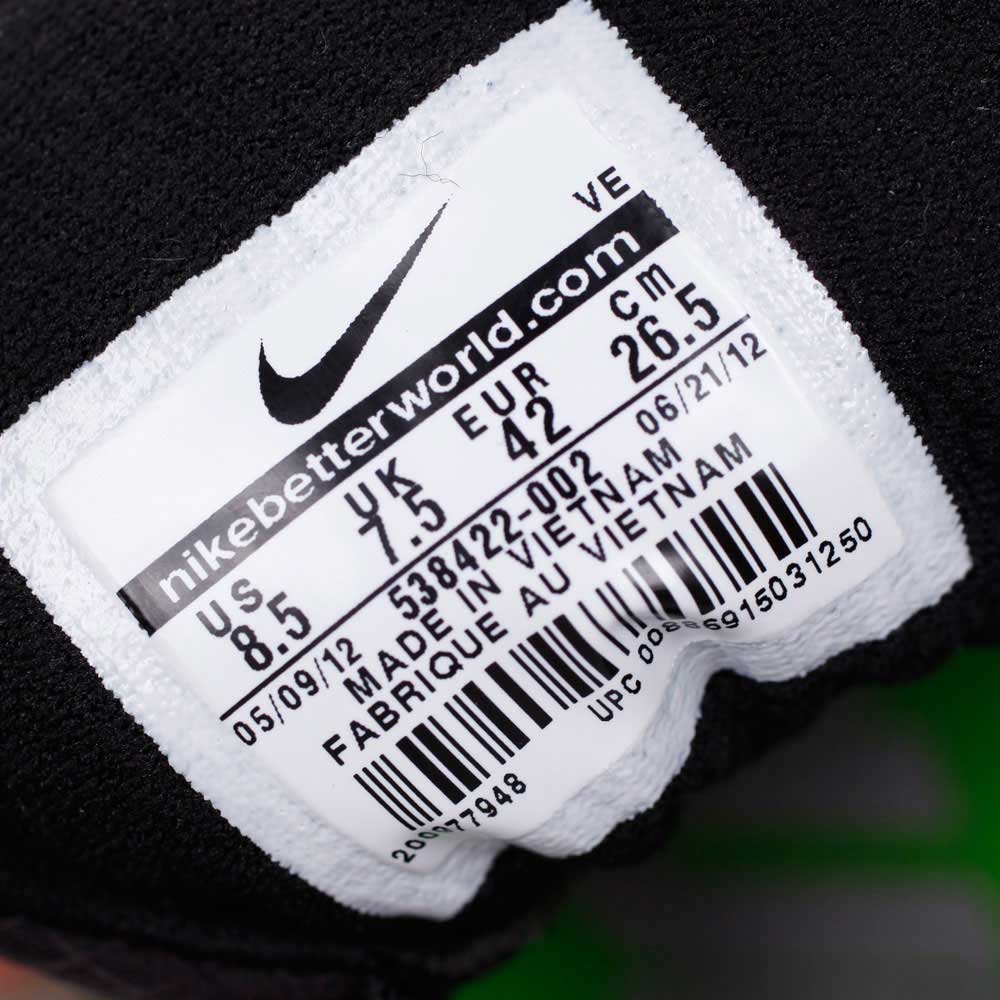 VE
nikebetterworld.com
US UK EUR cm
8.5 7.5 42 26.5
05/09/12 538422-002 06/21/12
MADE IN VIETNAM
FABRIQUE AU VIETNAM
UPC